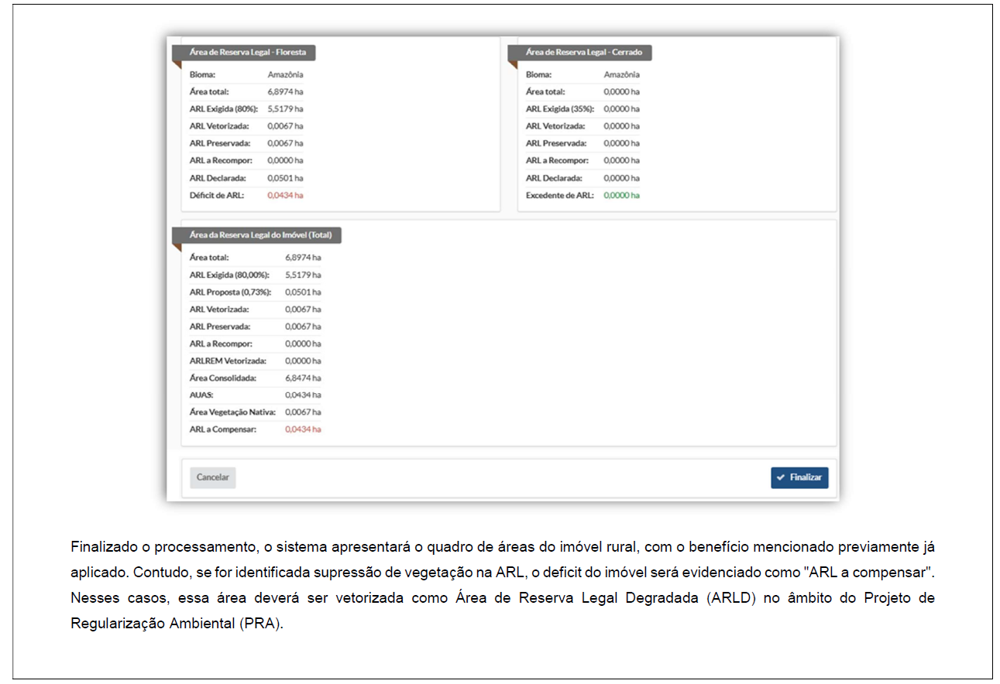 Área de Reserva Legal - Floresta
Bioma: Amazônia
Área total: 6,8974 ha
ARL Exigida (80%): 5,5179 ha
ARL Vetorizada: 0,0067 ha
ARL Preservada: 0,0067 ha
ARL a Recompor: 0,0000 ha
ARL Declarada: 0,0501 ha
Déficit de ARL: 0,0434 ha
Área de Reserva Legal - Cerrado
Bioma: Amazônia
Área total: 0,0000 ha
ARL Exigida (35%): 0,0000 ha
ARL Vetorizada: 0,0000 ha
ARL Preservada: 0,0000 ha
ARL a Recompor: 0,0000 ha
ARL Declarada: 0,0000 ha
Excedente de ARL: 0,0000 ha
Área da Reserva Legal do Imóvel (Total)
Área total: 6,8974 ha
ARL Exigida (80,00%): 5,5179 ha
ARL Proposta (0,73%): 0,0501 ha
ARL Vetorizada: 0,0067 ha
ARL Preservada: 0,0067 ha
ARL a Recompor: 0,0000 ha
ARLREM Vetorizada: 0,0000 ha
Área Consolidada: 6,8474 ha
AUAS: 0,0434 ha
Área Vegetação Nativa: 0,0067 ha
ARL a Compensar: 0,0434 ha
Cancelar
Finalizar
Finalizado o processamento, o sistema apresentará o quadro de áreas do imóvel rural, com o benefício mencionado previamente já
aplicado. Contudo, se for identificada supressão de vegetação na ARL, o deficit do imóvel será evidenciado como "ARL a compensar".
Nesses casos, essa área deverá ser vetorizada como Área de Reserva Legal Degradada (ARLD) no âmbito do Projeto de
Regularização Ambiental (PRA).